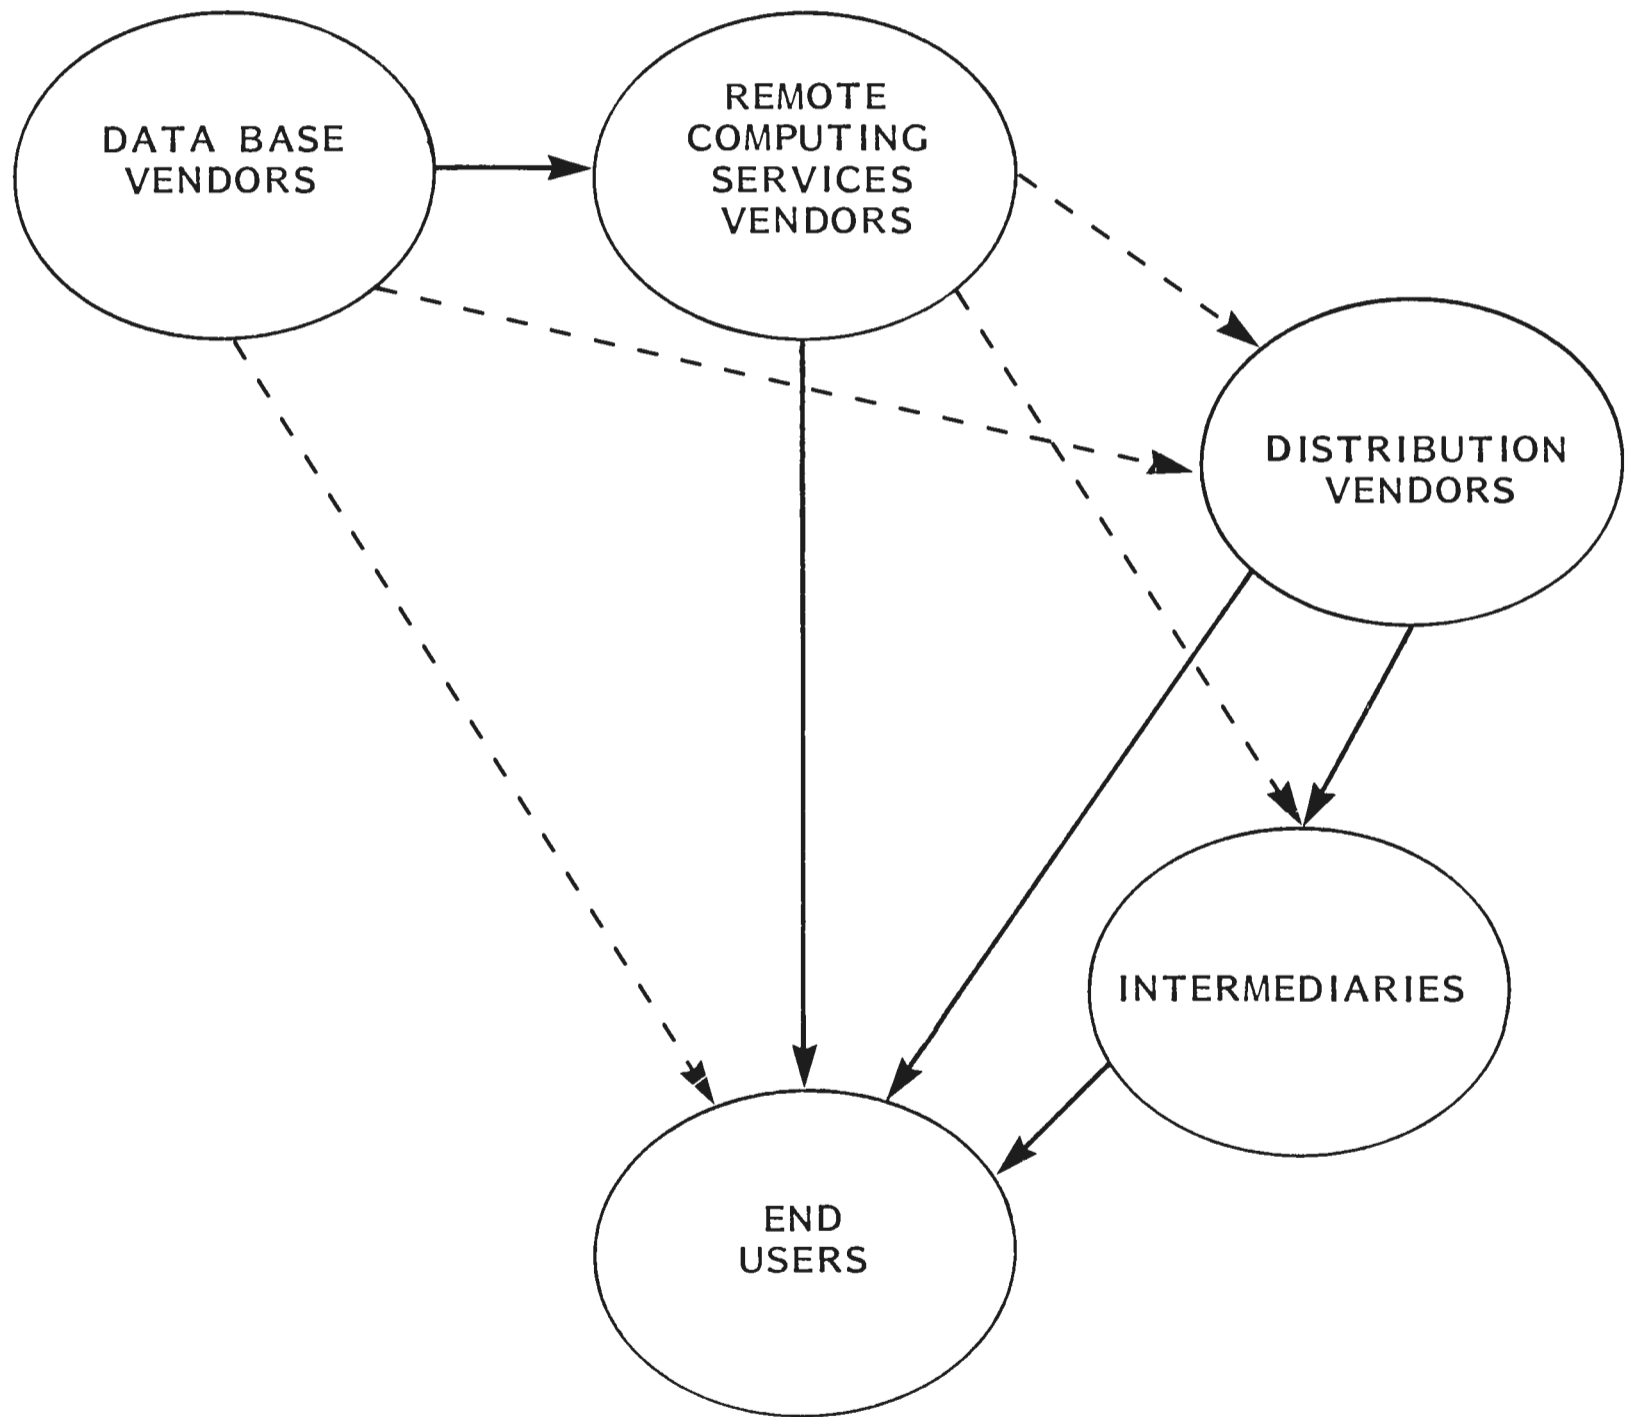 DATA BASE
VENDORS
REMOTE
COMPUTING
SERVICES
VENDORS
DISTRIBUTION
VENDORS
INTERMEDIARIES
END
USERS